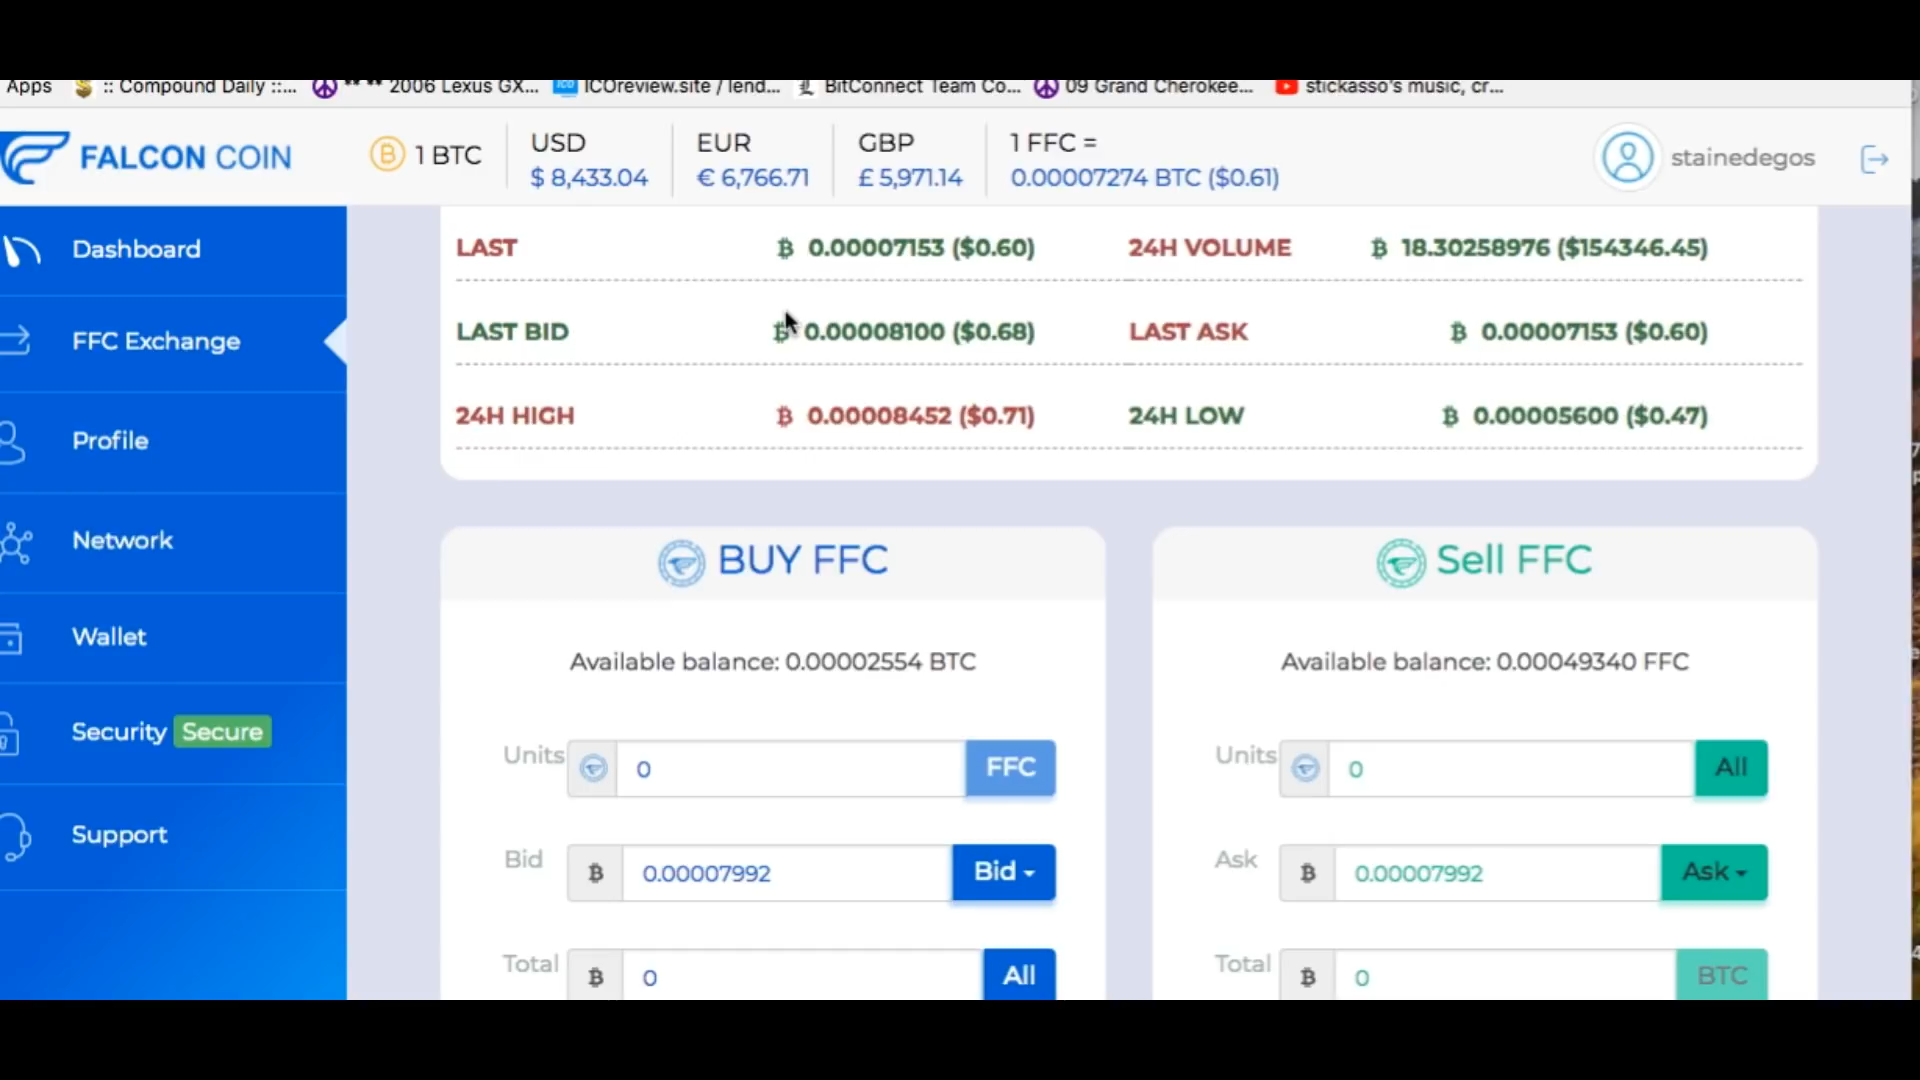 Apps :: Compound Daily ::... 2006 Lexus GX... ICOreview.site / lend... BitConnect Team Co... 09 Grand Cherokee... stickasso's music, cr...
FALCON COIN
1 BTC
USD
$ 8,433.04
EUR
€ 6,766.71
GBP
£ 5,971.14
1 FFC =
0.00007274 BTC ($0.61)
stainedegos
Dashboard
FFC Exchange
Profile
Network
Wallet
Security Secure
Support
LAST 0.00007153 ($0.60) 24H VOLUME 18.30258976 ($154346.45)
LAST BID 0.00008100 ($0.68) LAST ASK 0.00007153 ($0.60)
24H HIGH 0.00008452 ($0.71) 24H LOW 0.00005600 ($0.47)
BUY FFC
Available balance: 0.00002554 BTC
Units 0 FFC
Bid 0.00007992 Bid
Total 0 All
Sell FFC
Available balance: 0.00049340 FFC
Units 0 All
Ask 0.00007992 Ask
Total 0 BTC